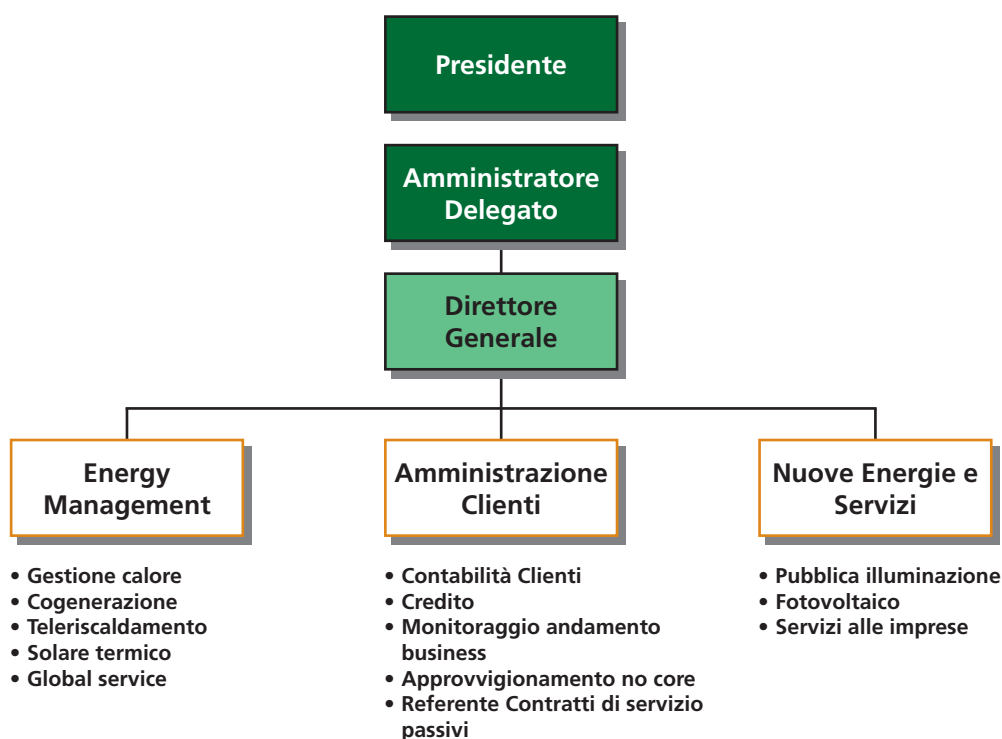 Presidente
Amministratore
Delegato
Direttore
Generale
Energy
Management
• Gestione calore
• Cogenerazione
• Teleriscaldamento
• Solare termico
• Global service
Amministrazione
Clienti
• Contabilità Clienti
• Credito
• Monitoraggio andamento
business
• Approvvigionamento no core
• Referente Contratti di servizio
passivi
Nuove Energie e
Servizi
• Pubblica illuminazione
• Fotovoltaico
• Servizi alle imprese